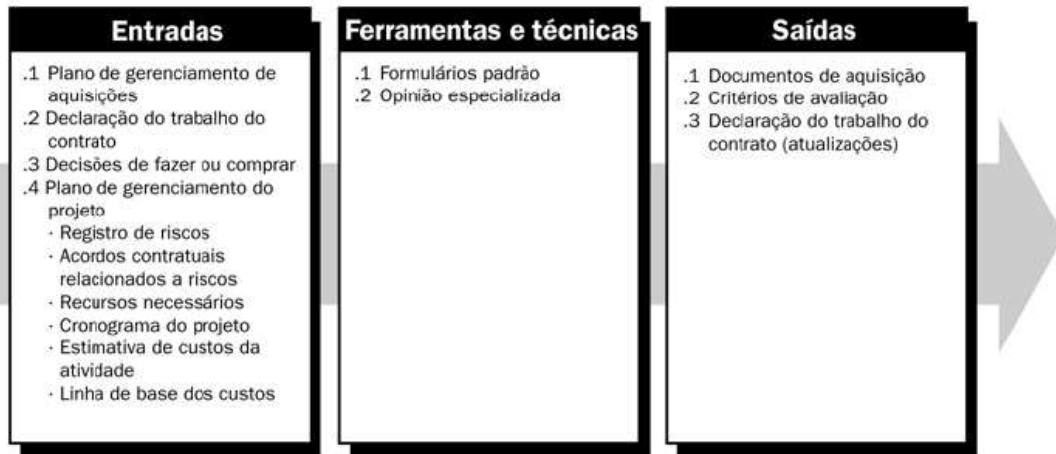 Entradas
.1 Plano de gerenciamento de
aquisições
.2 Declaração do trabalho do
contrato
.3 Decisões de fazer ou comprar
.4 Plano de gerenciamento do
projeto
· Registro de riscos
· Acordos contratuais
relacionados a riscos
· Recursos necessários
· Cronograma do projeto
· Estimativa de custos da
atividade
· Linha de base dos custos
Ferramentas e técnicas
.1 Formulários padrão
.2 Opinião especializada
Saídas
.1 Documentos de aquisição
.2 Critérios de avaliação
.3 Declaração do trabalho do
contrato (atualizações)